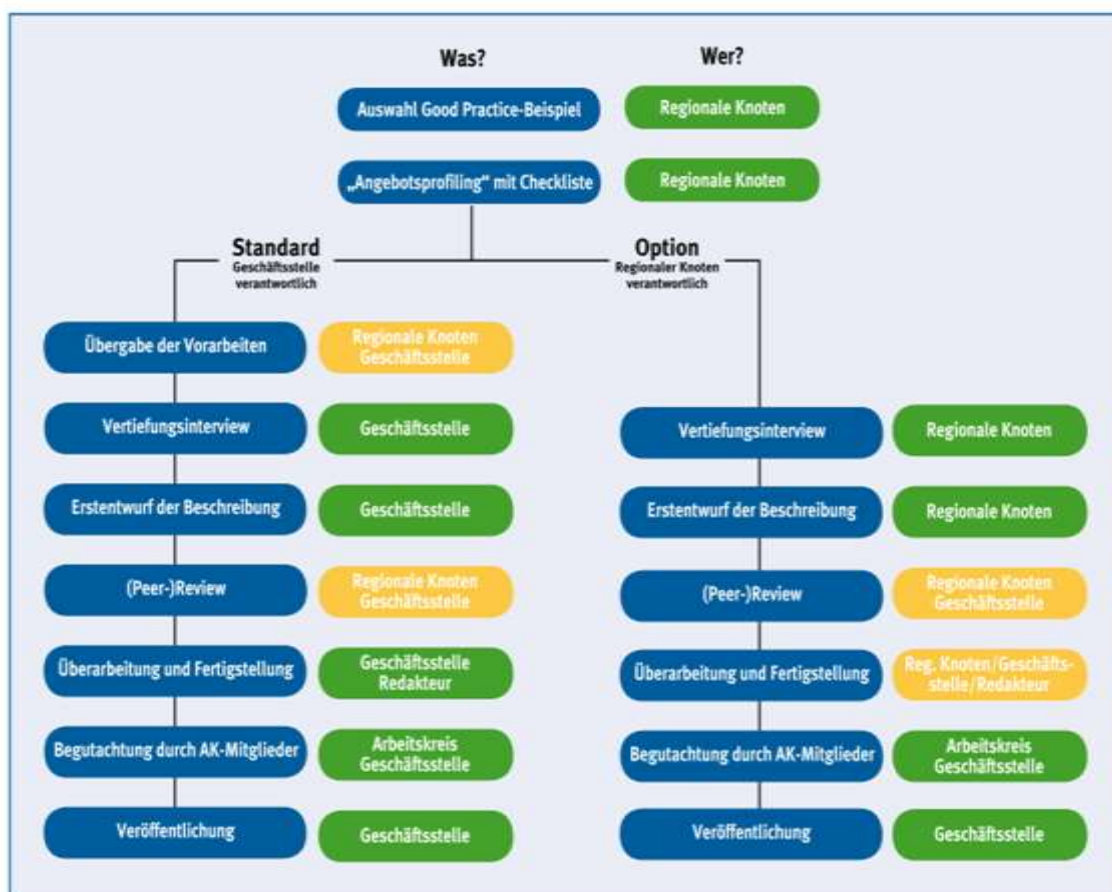 Was?
Wer?
Auswahl Good Practice-Beispiel
Regionale Knoten
„Angebotsprofiling“ mit Checkliste
Regionale Knoten
Standard
Geschäftsstelle
verantwortlich
Option
Regionaler Knoten
verantwortlich
Übergabe der Vorarbeiten
Regionale Knoten
Geschäftsstelle
Vertiefungsinterview
Geschäftsstelle
Vertiefungsinterview
Regionale Knoten
Erstentwurf der Beschreibung
Geschäftsstelle
Erstentwurf der Beschreibung
Regionale Knoten
(Peer-)Review
Regionale Knoten
Geschäftsstelle
(Peer-)Review
Regionale Knoten
Geschäftsstelle
Überarbeitung und Fertigstellung
Geschäftsstelle
Redakteur
Überarbeitung und Fertigstellung
Reg. Knoten/Geschäfts-
stelle/Redakteur
Begutachtung durch AK-Mitglieder
Arbeitskreis
Geschäftsstelle
Begutachtung durch AK-Mitglieder
Arbeitskreis
Geschäftsstelle
Veröffentlichung
Geschäftsstelle
Veröffentlichung
Geschäftsstelle